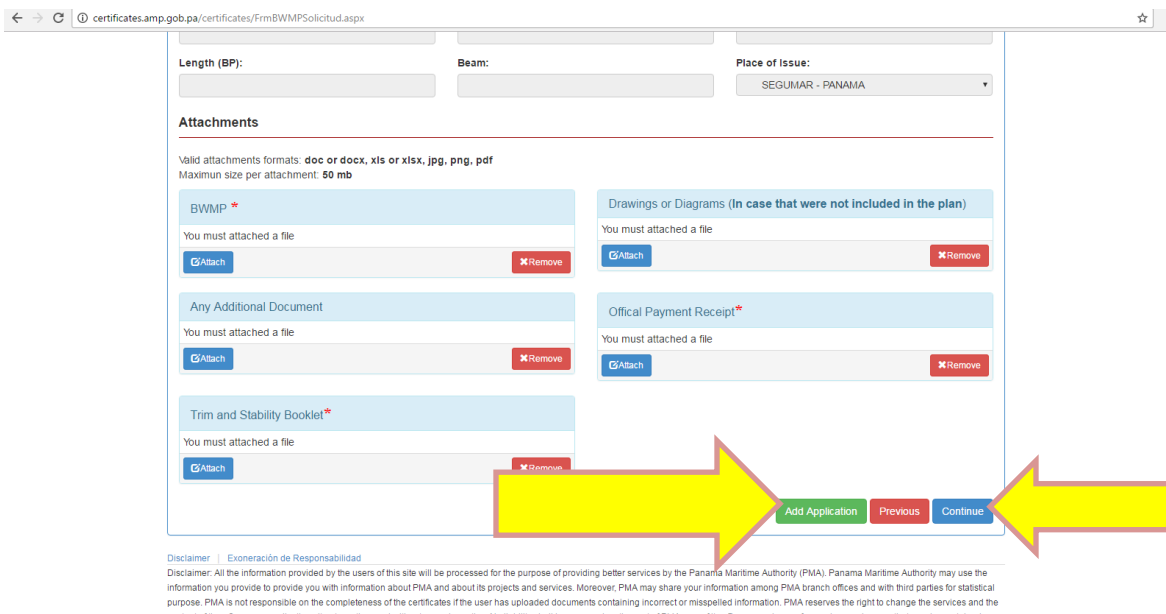 certificates.amp.gob.pa/certificates/FrmBWMPSolicitud.aspx
Length (BP): Beam: Place of Issue:
SEGUMAR - PANAMA
Attachments
Valid attachments formats: doc or docx, xls or xlsx, jpg, png, pdf
Maximun size per attachment: 50 mb
BWMP *
You must attached a file
Attach Remove
Drawings or Diagrams (In case that were not included in the plan)
You must attached a file
Attach Remove
Any Additional Document
You must attached a file
Attach Remove
Offical Payment Receipt*
You must attached a file
Attach Remove
Trim and Stability Booklet*
You must attached a file
Attach Remove
Add Application Previous Continue
Disclaimer | Exoneración de Responsabilidad
Disclaimer: All the information provided by the users of this site will be processed for the purpose of providing better services by the Panama Maritime Authority (PMA). Panama Maritime Authority may use the
information you provide to provide you with information about PMA and about its projects and services. Moreover, PMA may share your information among PMA branch offices and with third parties for statistical
purpose. PMA is not responsible on the completeness of the certificates if the user has uploaded documents containing incorrect or misspelled information. PMA reserves the right to change the services and the